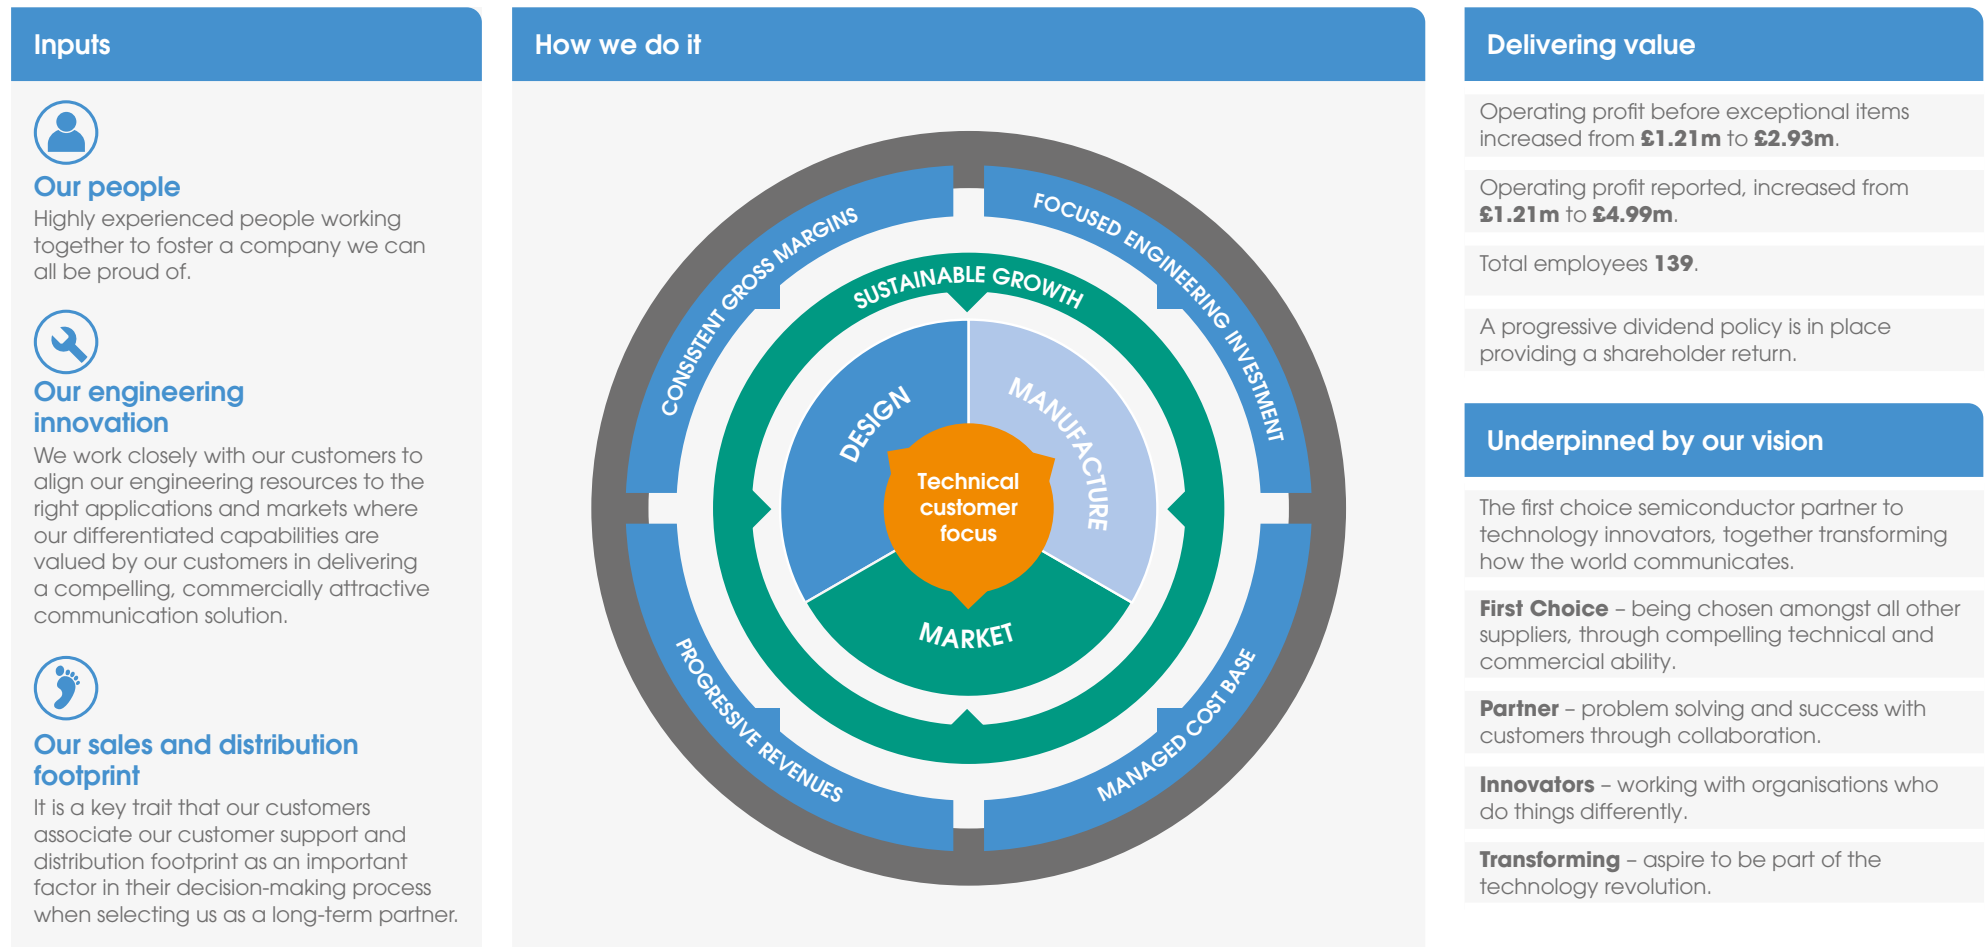 Inputs
Our people
Highly experienced people working
together to foster a company we can
all be proud of.
Our engineering
innovation
We work closely with our customers to
align our engineering resources to the
right applications and markets where
our differentiated capabilities are
valued by our customers in delivering
a compelling, commercially attractive
communication solution.
Our sales and distribution
footprint
It is a key trait that our customers
associate our customer support and
distribution footprint as an important
factor in their decision-making process
when selecting us as a long-term partner.
How we do it
CONSISTENT GROSS MARGINS
FOCUSED ENGINEERING INVESTMENT
SUSTAINABLE GROWTH
DESIGN
MANUFACTURE
Technical
customer
focus
MARKET
PROGRESSIVE REVENUES
MANAGED COST BASE
Delivering value
Operating profit before exceptional items
increased from £1.21m to £2.93m.
Operating profit reported, increased from
£1.21m to £4.99m.
Total employees 139.
A progressive dividend policy is in place
providing a shareholder return.
Underpinned by our vision
The first choice semiconductor partner to
technology innovators, together transforming
how the world communicates.
First Choice – being chosen amongst all other
suppliers, through compelling technical and
commercial ability.
Partner – problem solving and success with
customers through collaboration.
Innovators – working with organisations who
do things differently.
Transforming – aspire to be part of the
technology revolution.